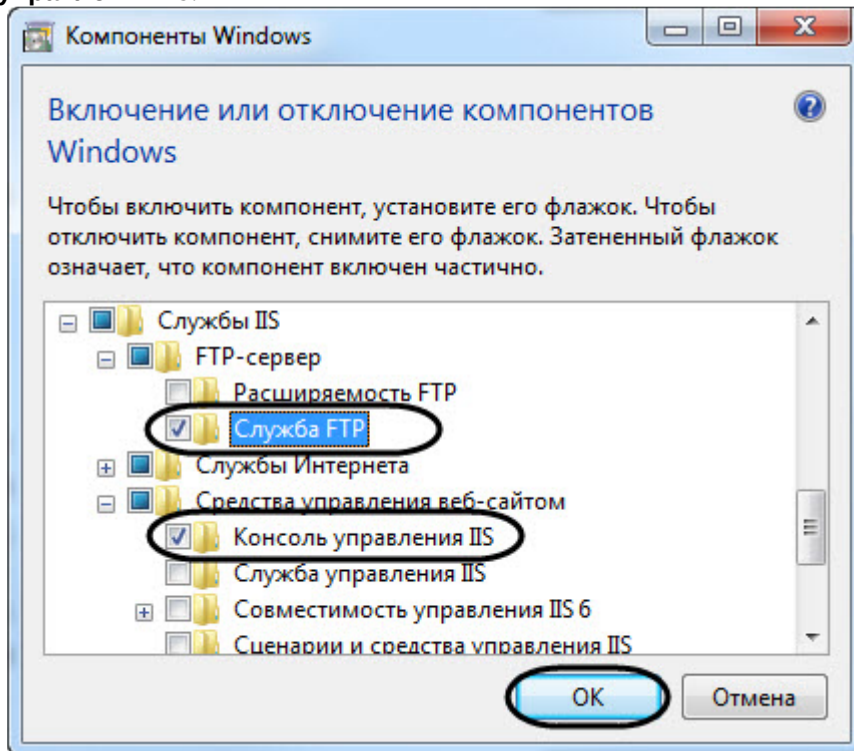 Компоненты Windows
Включение или отключение компонентов
Windows
Чтобы включить компонент, установите его флажок. Чтобы
отключить компонент, снимите его флажок. Затененный флажок
означает, что компонент включен частично.
Службы IIS
FTP-сервер
Расширяемость FTP
Служба FTP
Службы Интернета
Средства управления веб-сайтом
Консоль управления IIS
Служба управления IIS
Совместимость управления IIS 6
Сценарии и средства управления IIS
OK
Отмена